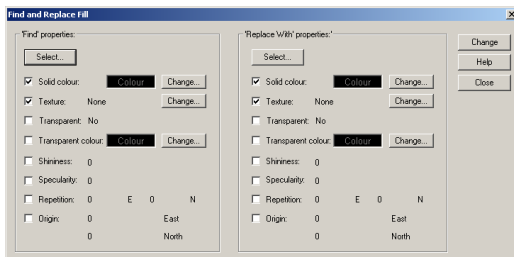 Find and Replace Fill
'Find' properties:
Select...
Solid colour: Colour Change...
Texture: None Change...
Transparent: No
Transparent colour: Colour Change...
Shininess: 0
Specularity: 0
Repetition: 0 E 0 N
Origin: 0 East
0 North
'Replace With' properties:'
Select...
Solid colour: Colour Change...
Texture: None Change...
Transparent: No
Transparent colour: Colour Change...
Shininess: 0
Specularity: 0
Repetition: 0 E 0 N
Origin: 0 East
0 North
Change
Help
Close